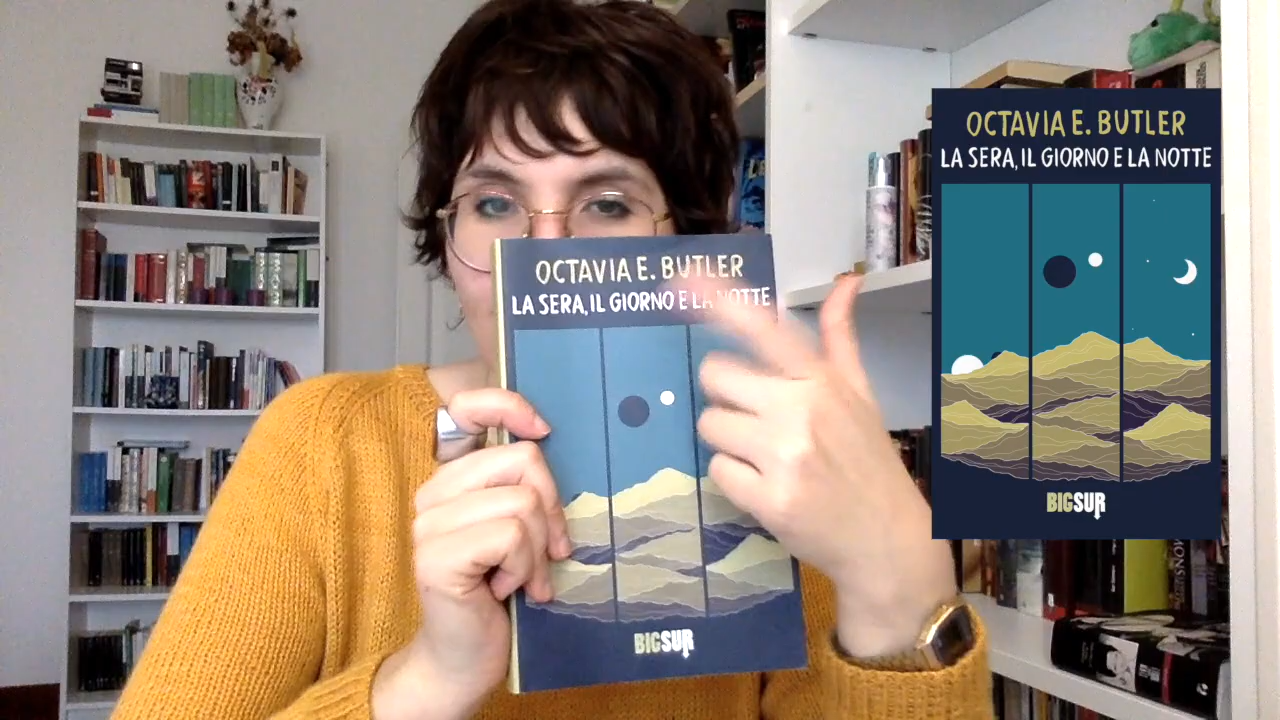 OCTAVIA E. BUTLER
LA SERA, IL GIORNO E LA NOTTE
BIGSUR
OCTAVIA E. BUTLER
LA SERA, IL GIORNO E LA NOTTE
BIGSUR